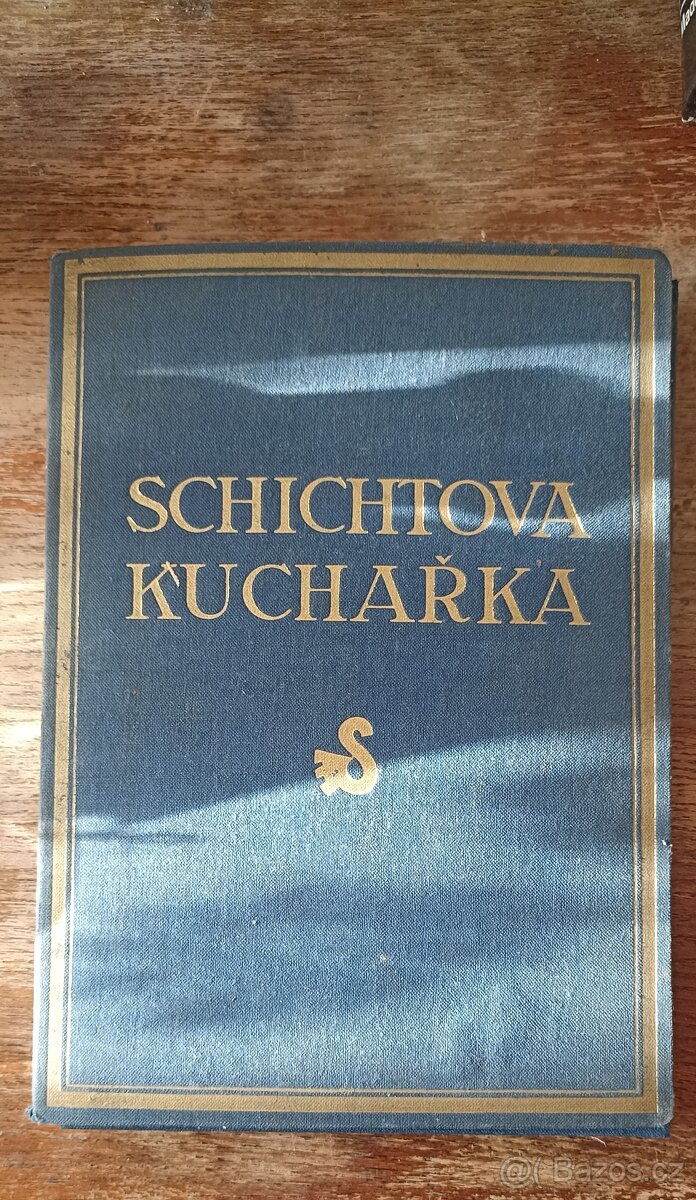 SCHICHTOVA
KUCHAŘKA
S
@( Bazos.cz